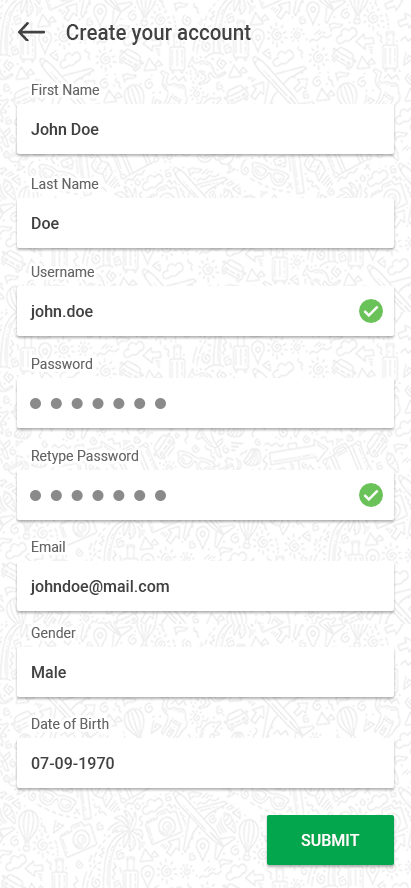 Create your account
First Name
John Doe
Last Name
Doe
Username
john.doe
Password
Retype Password
Email
johndoe@mail.com
Gender
Male
Date of Birth
07-09-1970
SUBMIT